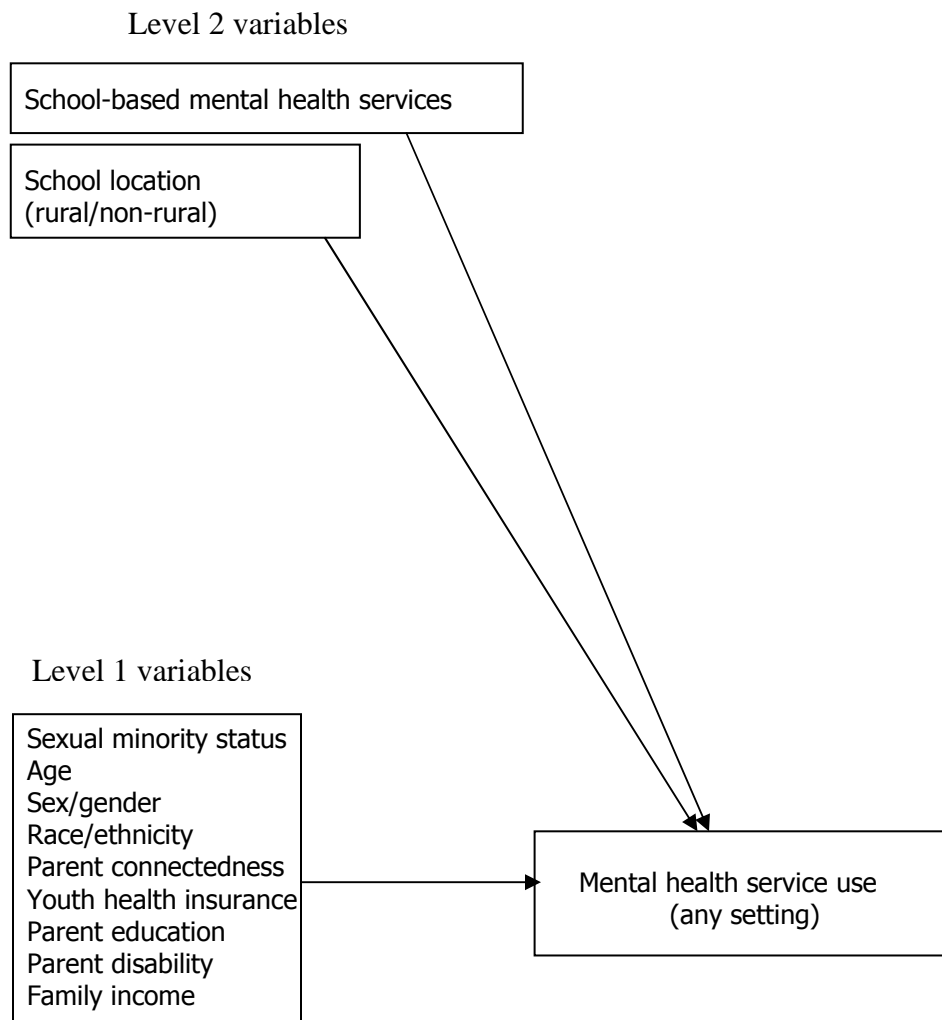 Level 2 variables
School-based mental health services
School location
(rural/non-rural)
Level 1 variables
Sexual minority status
Age
Sex/gender
Race/ethnicity
Parent connectedness
Youth health insurance
Parent education
Parent disability
Family income
Mental health service use
(any setting)